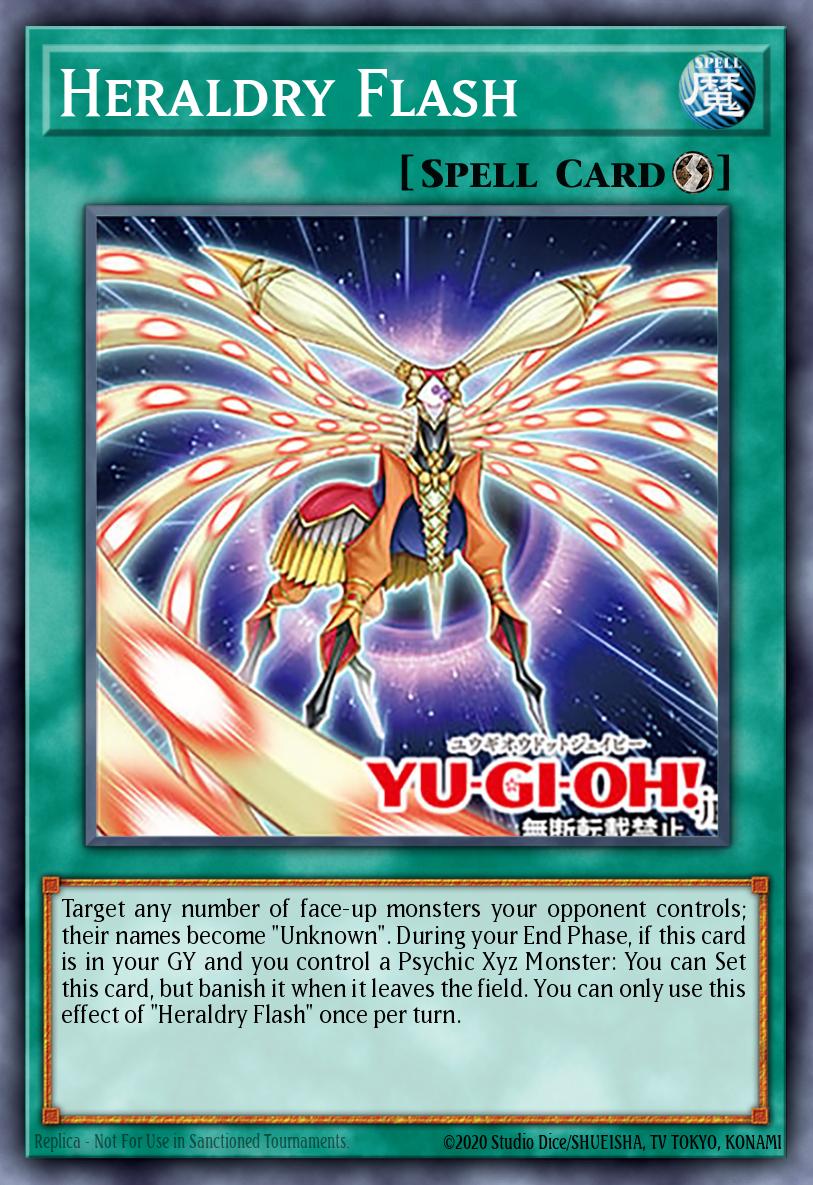 Heraldry Flash
SPELL
魔
[Spell Card]
ユウギオウドットジェイピー
YU-GI-OH!.jp
無断転載禁止
Target any number of face-up monsters your opponent controls;
their names become "Unknown". During your End Phase, if this card
is in your GY and you control a Psychic Xyz Monster: You can Set
this card, but banish it when it leaves the field. You can only use this
effect of "Heraldry Flash" once per turn.
Replica - Not For Use in Sanctioned Tournaments.
©2020 Studio Dice/SHUEISHA, TV TOKYO, KONAMI